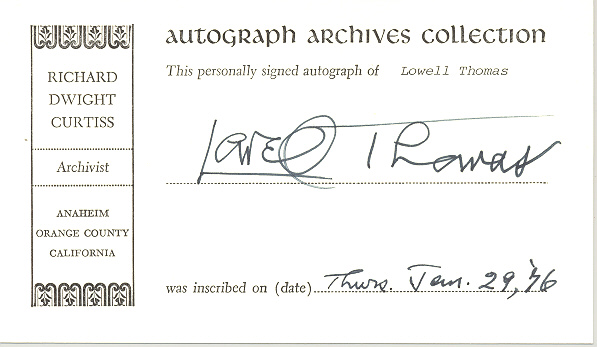 AUTOGRAPH ARCHIVES COLLECTION
This personally signed autograph of Lowell Thomas
Lowell Thomas
was inscribed on (date) Thurs. Jan. 29, '76
RICHARD
DWIGHT
CURTISS
Archivist
ANAHEIM
ORANGE COUNTY
CALIFORNIA